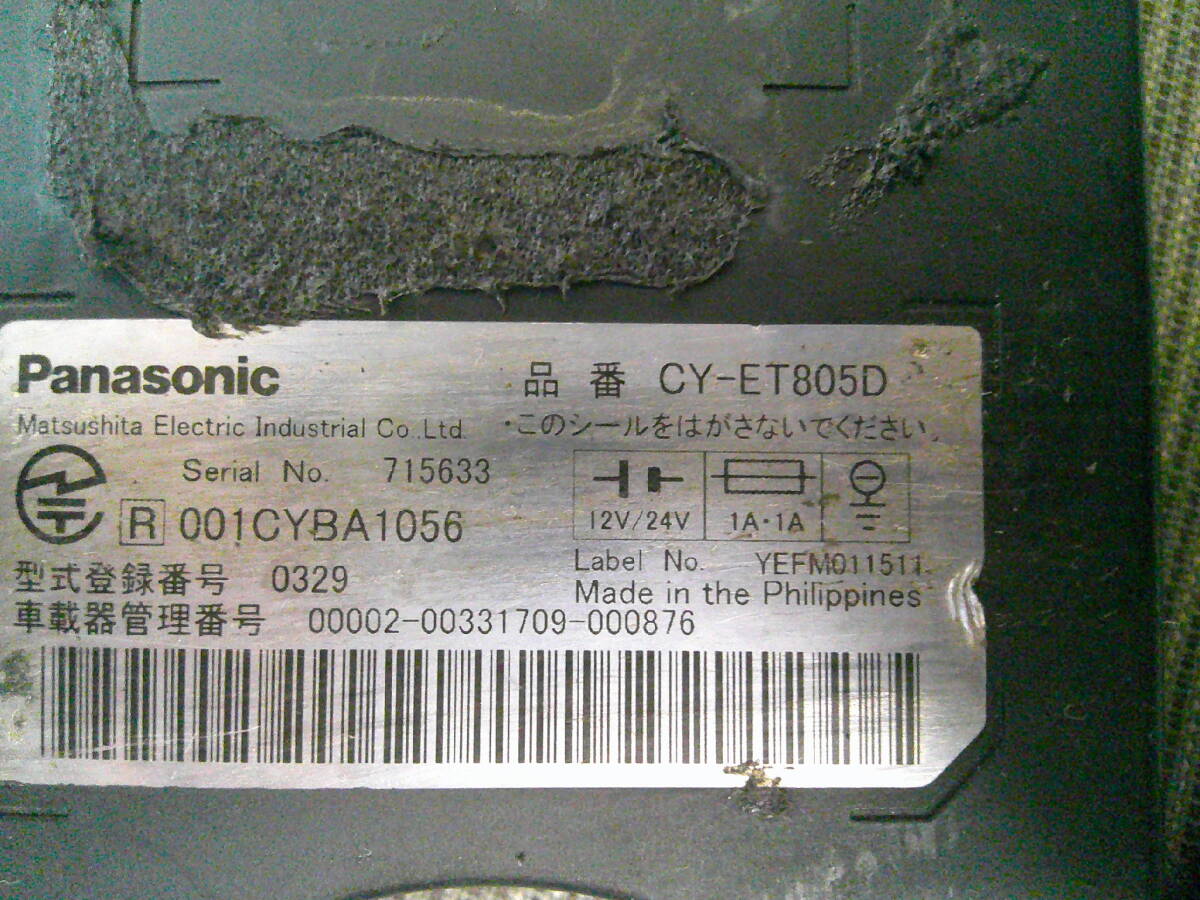 Panasonic 品番 CY-ET805D
Matsushita Electric Industrial Co.,Ltd. ・このシールをはがさないでください。
Serial No. 715633
R 001CYBA1056
12V/24V 1A・1A
型式登録番号 0329
Label No. YEFM011511
Made in the Philippines
車載器管理番号 00002-00331709-000876